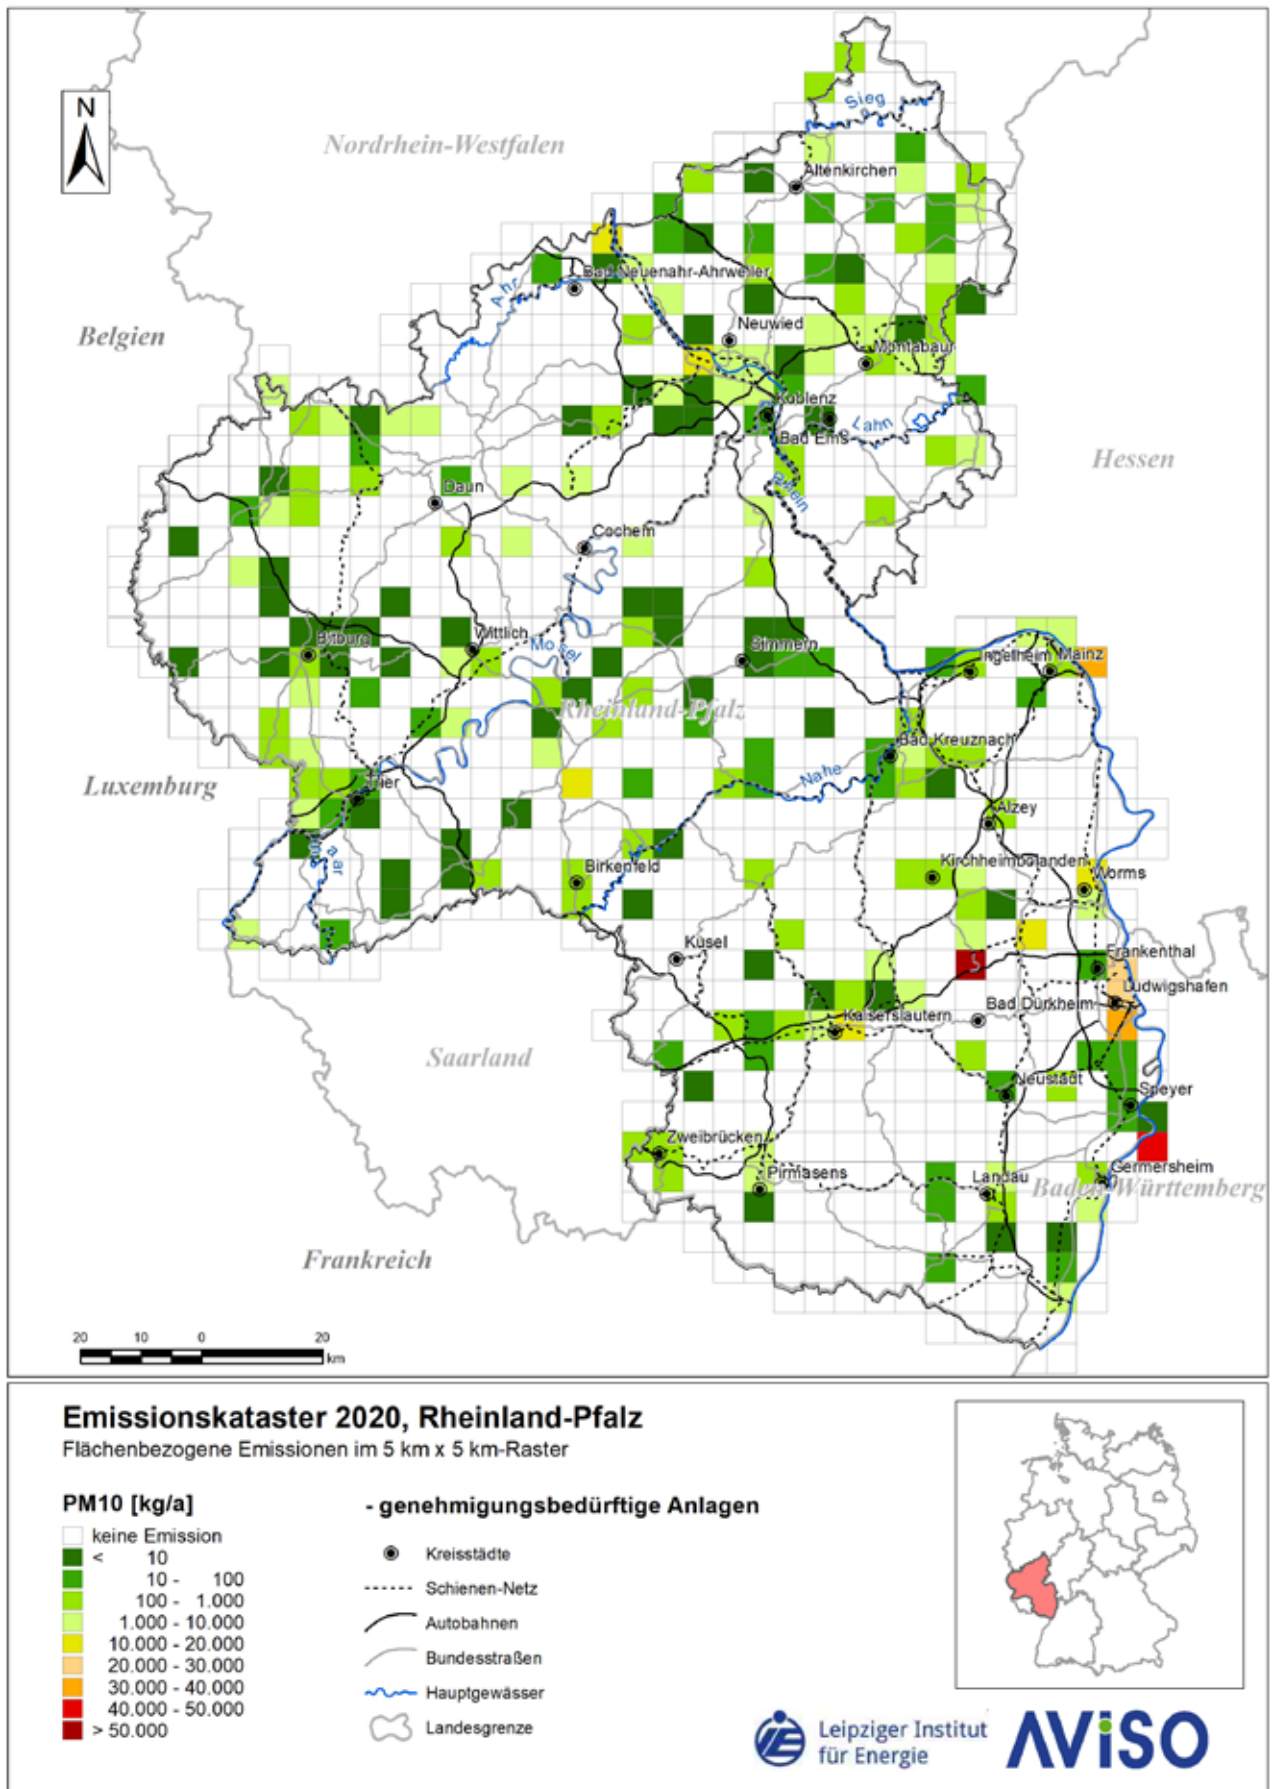 N
Nordrhein-Westfalen
Sieg
Altenkirchen
Bad Neuenahr-Ahrweiler
Ahr
Belgien
Neuwied
Montabaur
Koblenz
Lahn
Bad Ems
Hessen
Rhein
Daun
Cochem
Bitburg
Wittlich
Mosel
Simmern
Ingelheim
Mainz
Rheinland-Pfalz
Bad Kreuznach
Luxemburg
Trier
Nahe
Alzey
Saar
Birkenfeld
Kirchheimbolanden
Worms
Kusel
Frankenthal
Ludwigshafen
Bad Dürkheim
Kaiserslautern
Saarland
Neustadt
Speyer
Zweibrücken
Pirmasens
Landau
Germersheim
Baden-Württemberg
Frankreich
20 10 0 20
km
Emissionskataster 2020, Rheinland-Pfalz
Flächenbezogene Emissionen im 5 km x 5 km-Raster
PM10 [kg/a]
keine Emission
< 10
10 - 100
100 - 1.000
1.000 - 10.000
10.000 - 20.000
20.000 - 30.000
30.000 - 40.000
40.000 - 50.000
> 50.000
- genehmigungsbedürftige Anlagen
Kreisstädte
Schienen-Netz
Autobahnen
Bundesstraßen
Hauptgewässer
Landesgrenze
Leipziger Institut
für Energie
AViSO